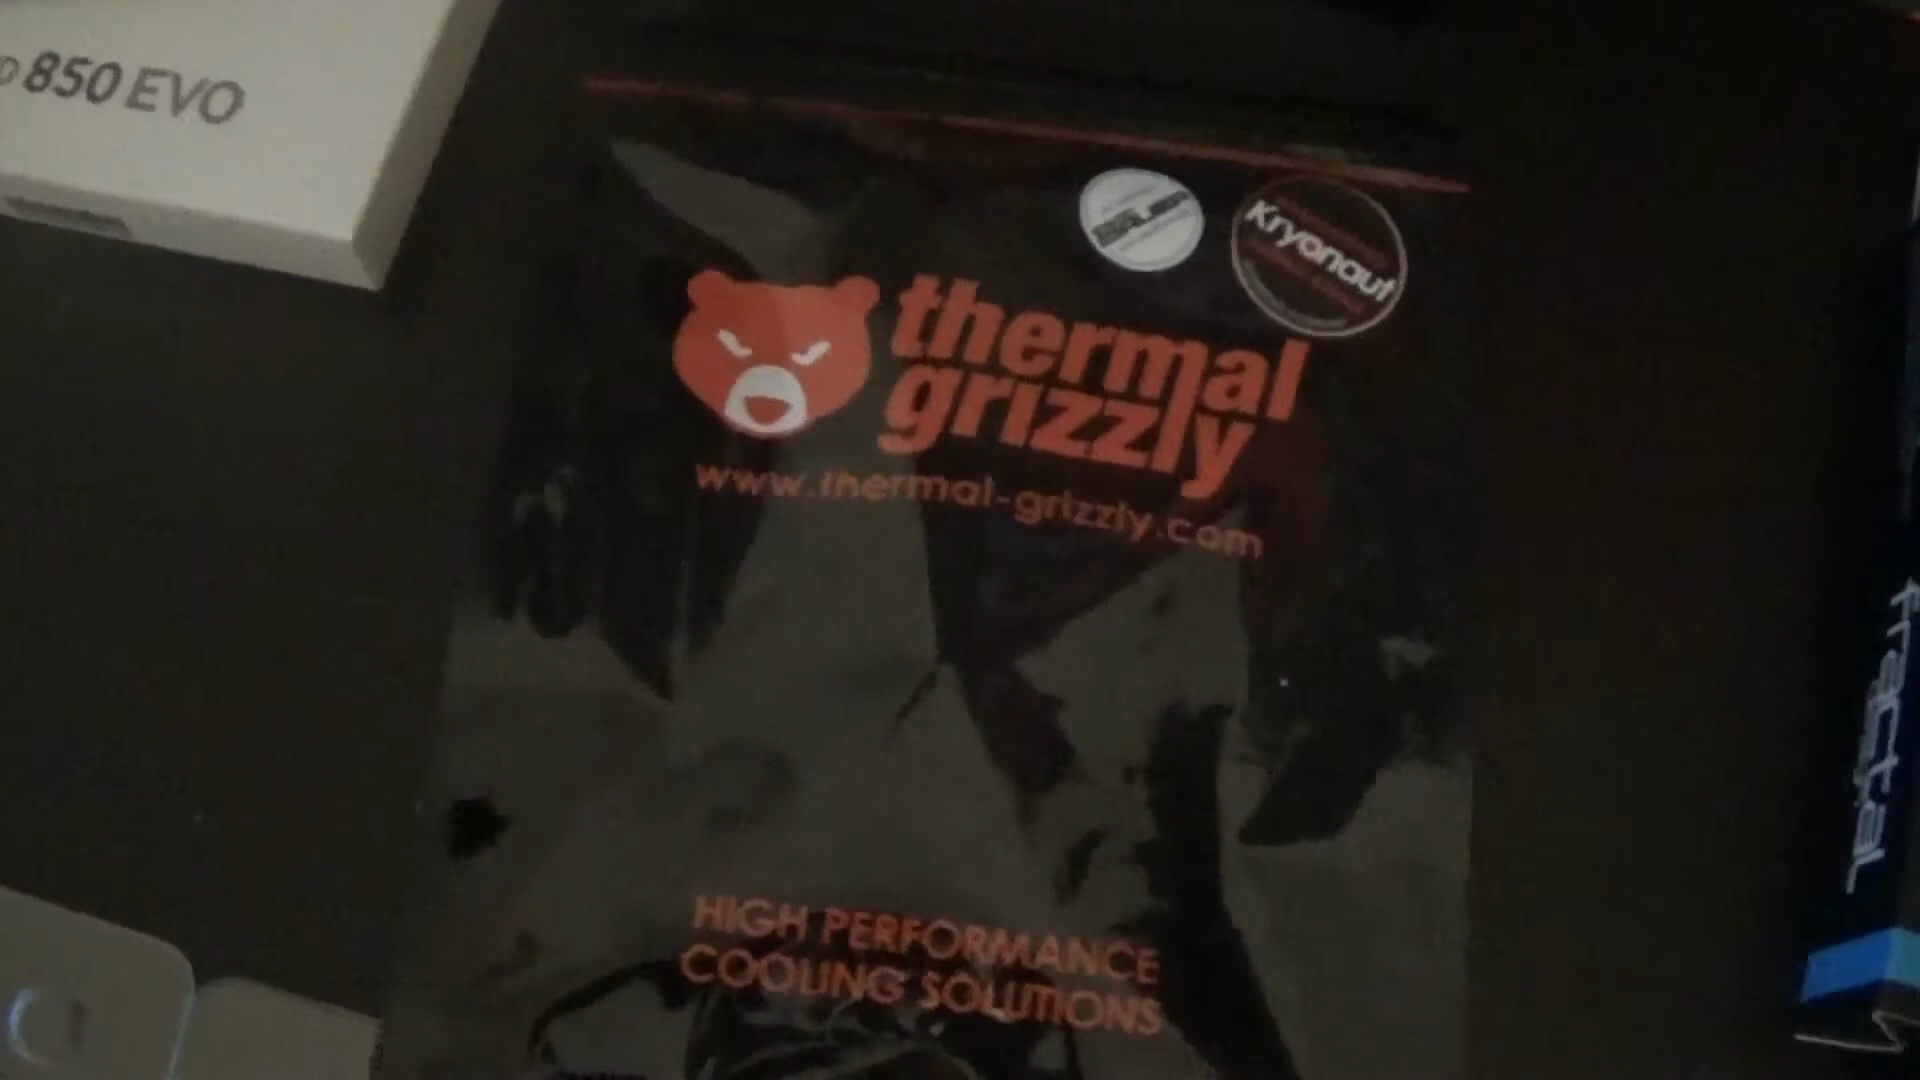 850 EVO
Kryonaut
thermal
grizzly
www.thermal-grizzly.com
HIGH PERFORMANCE
COOLING SOLUTIONS
fractal